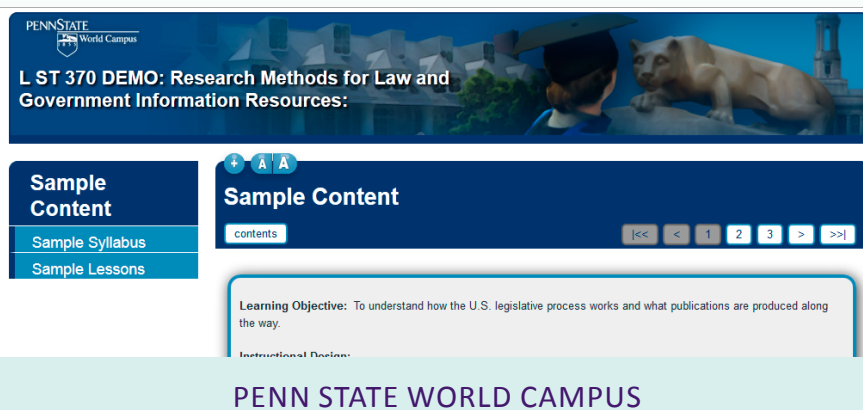 PENNSTATE
World Campus
1855
L ST 370 DEMO: Research Methods for Law and
Government Information Resources:
Sample
Content
Sample Syllabus
Sample Lessons
+ A A
Sample Content
contents
|<< < 1 2 3 > >>|
Learning Objective: To understand how the U.S. legislative process works and what publications are produced along
the way.
Instructional Design:
PENN STATE WORLD CAMPUS